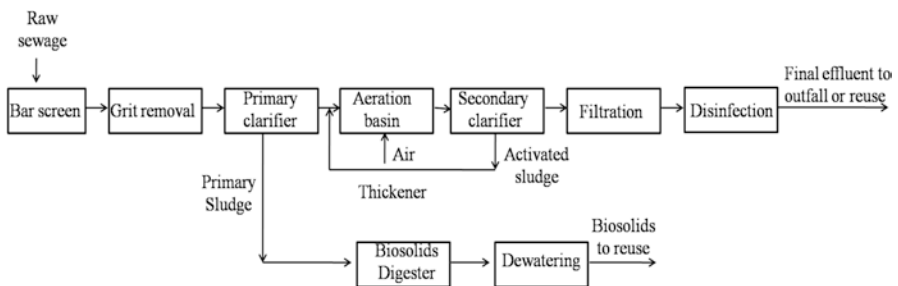 Raw
sewage
Bar screen
Grit removal
Primary
clarifier
Aeration
basin
Secondary
clarifier
Filtration
Disinfection
Final effluent to
outfall or reuse
Air
Activated
sludge
Thickener
Primary
Sludge
Biosolids
Digester
Dewatering
Biosolids
to reuse